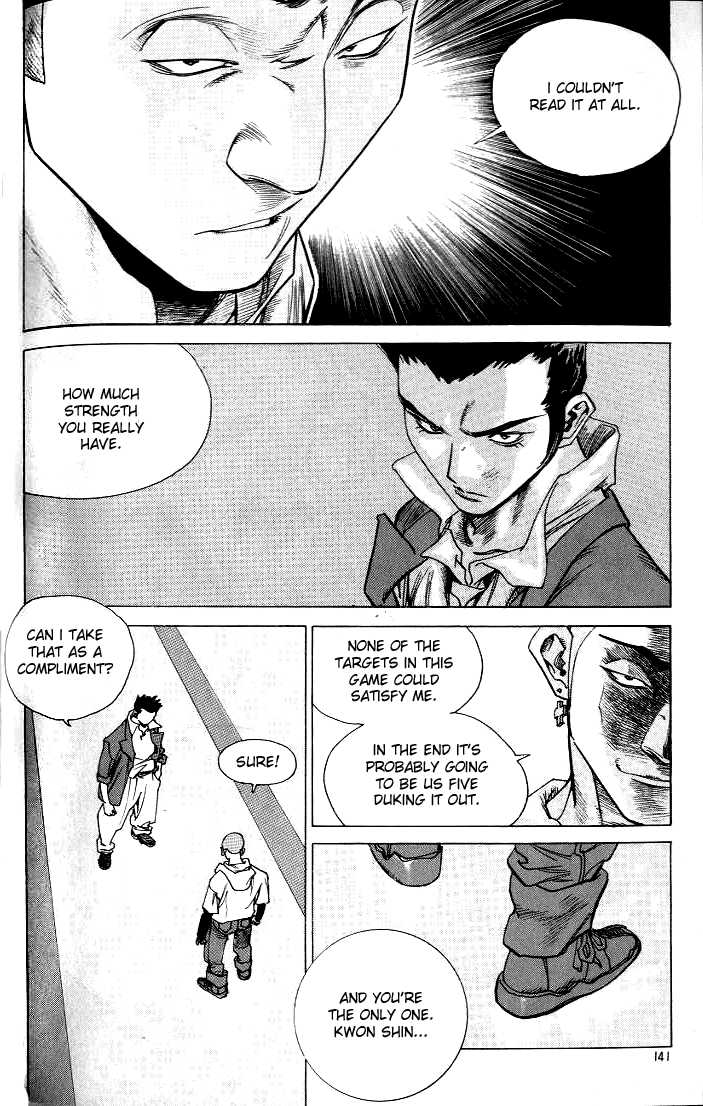 I COULDN'T
READ IT AT ALL.
HOW MUCH
STRENGTH
YOU REALLY
HAVE.
CAN I TAKE
THAT AS A
COMPLIMENT?
SURE!
NONE OF THE
TARGETS IN THIS
GAME COULD
SATISFY ME.
IN THE END IT'S
PROBABLY GOING
TO BE US FIVE
DUKING IT OUT.
AND YOU'RE
THE ONLY ONE.
KWON SHIN...
141